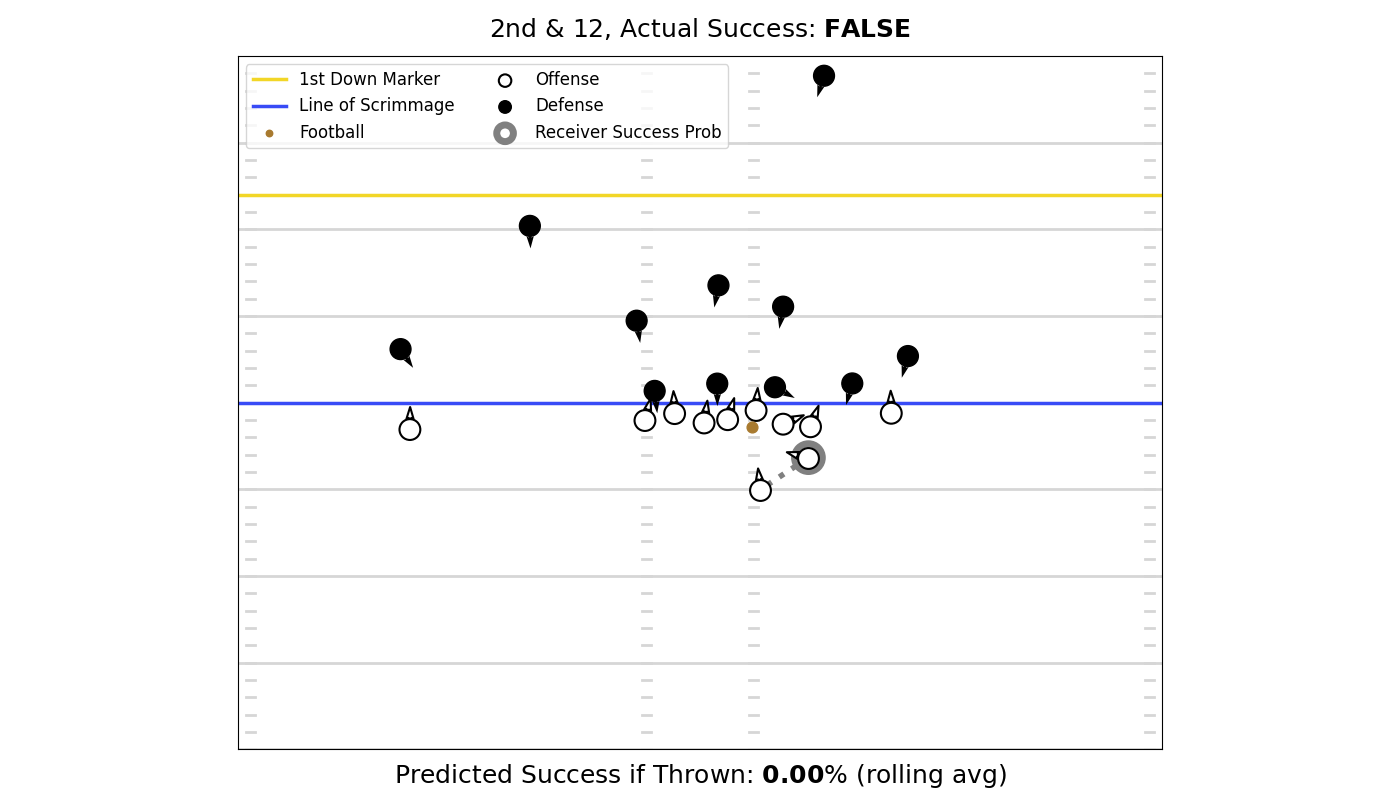 2nd & 12, Actual Success: FALSE
1st Down Marker
Line of Scrimmage
Football
Offense
Defense
Receiver Success Prob
Predicted Success if Thrown: 0.00% (rolling avg)